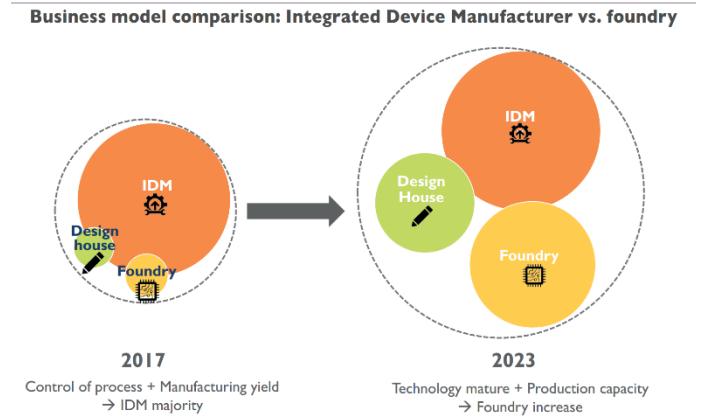 Business model comparison: Integrated Device Manufacturer vs. foundry
IDM
Design
house
Foundry
IDM
Design
House
Foundry
2017
Control of process + Manufacturing yield
→ IDM majority
2023
Technology mature + Production capacity
→ Foundry increase